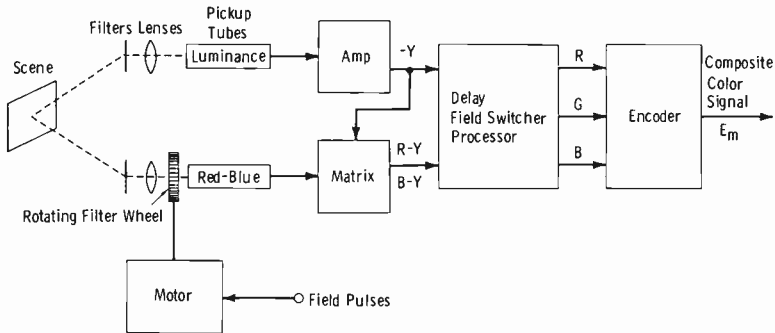 Pickup
Tubes
Filters Lenses
Scene
Luminance
Amp
-Y
Delay
Field Switcher
Processor
R
G
B
Encoder
Composite
Color
Signal
Em
Red-Blue
Matrix
R-Y
B-Y
Rotating Filter Wheel
Motor
Field Pulses